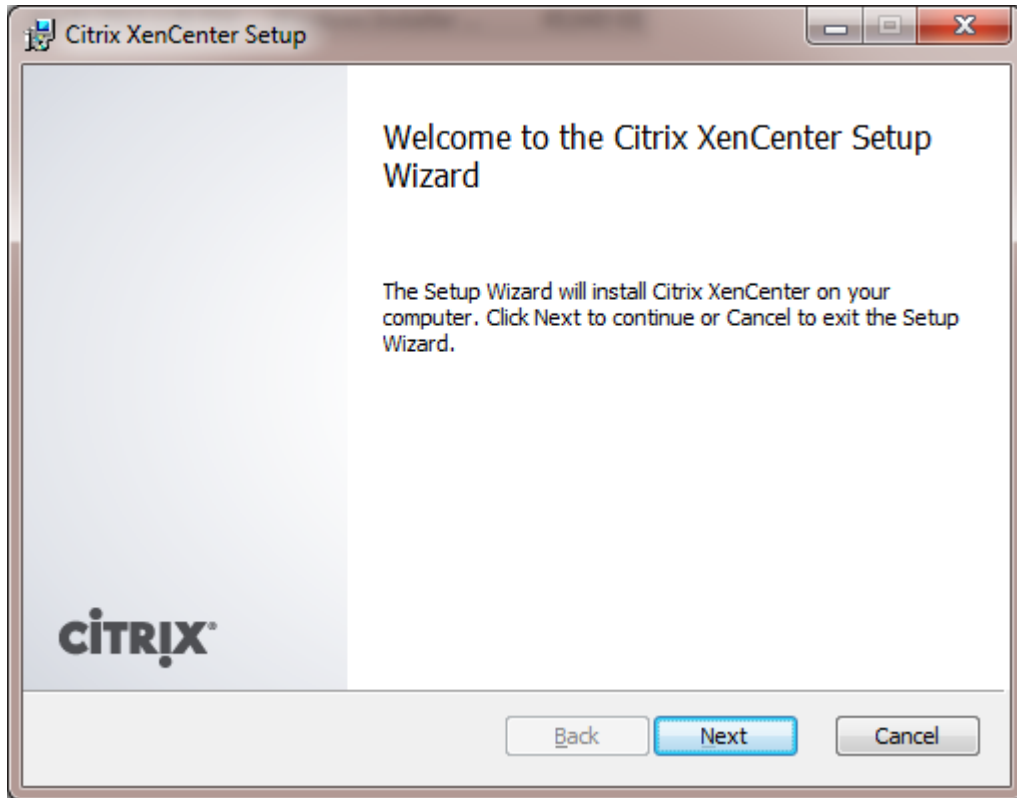 Citrix XenCenter Setup
Welcome to the Citrix XenCenter Setup
Wizard
The Setup Wizard will install Citrix XenCenter on your
computer. Click Next to continue or Cancel to exit the Setup
Wizard.
CITRIX®
Back Next Cancel